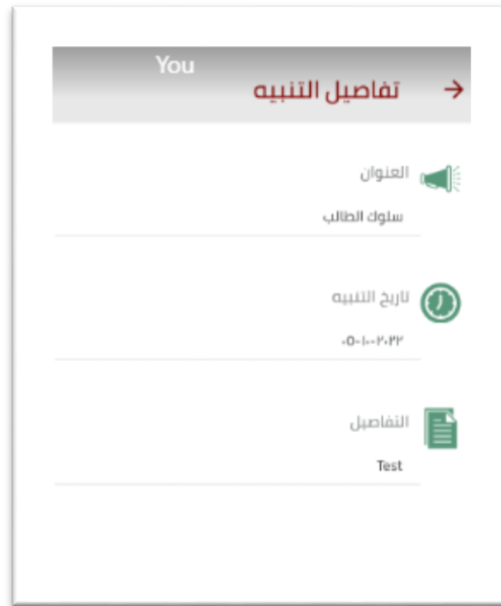 You
تفاصيل التنبيه
العنوان
سلوك الطالب
تاريخ التنبيه
٢٠٢٢-١٠-٠٥
التفاصيل
Test